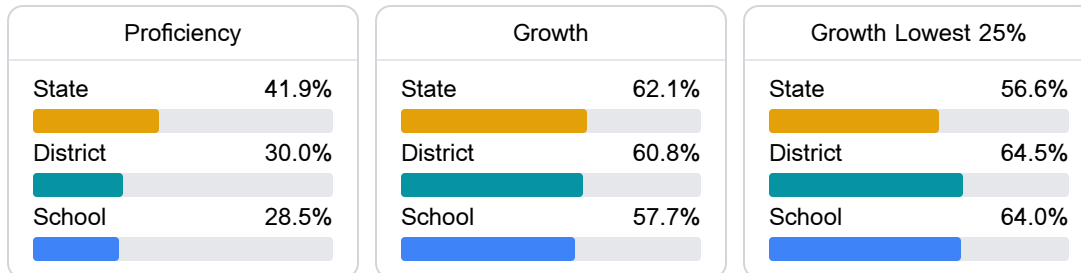 Proficiency
State 41.9%
District 30.0%
School 28.5%
Growth
State 62.1%
District 60.8%
School 57.7%
Growth Lowest 25%
State 56.6%
District 64.5%
School 64.0%